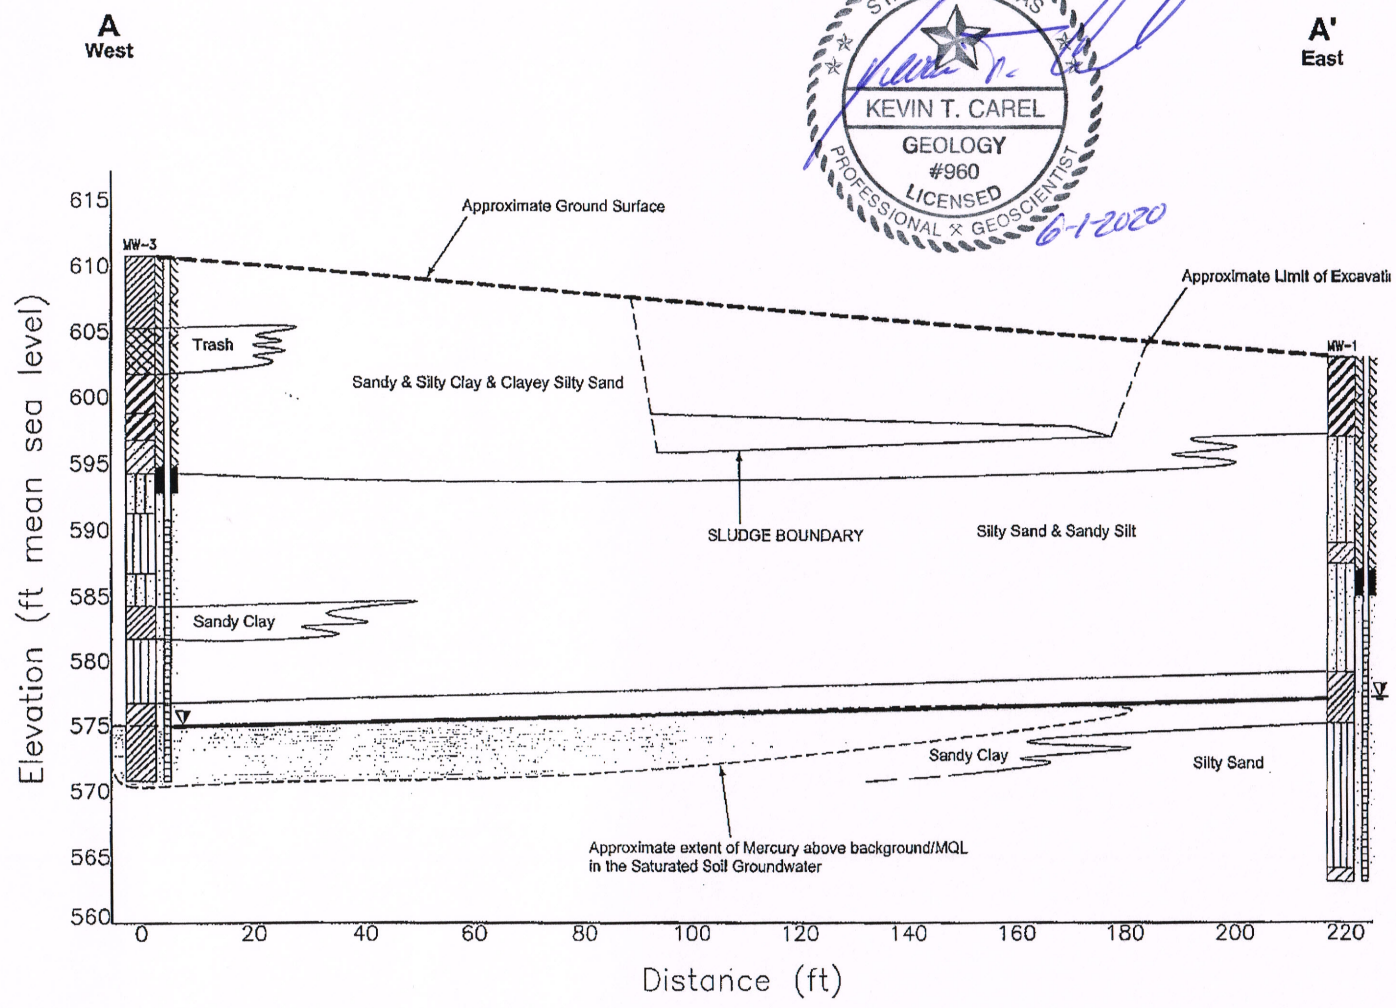 A
West
A'
East
KEVIN T. CAREL
GEOLOGY
#960
LICENSED
PROFESSIONAL GEOSCIENTIST
6-1-2020
Approximate Ground Surface
Approximate Limit of Excavati
MW-3
MW-1
Trash
Sandy & Silty Clay & Clayey Silty Sand
SLUDGE BOUNDARY
Silty Sand & Sandy Silt
Sandy Clay
Sandy Clay
Silty Sand
Approximate extent of Mercury above background/MQL
in the Saturated Soil Groundwater
Elevation (ft mean sea level)
615
610
605
600
595
590
585
580
575
570
565
560
0 20 40 60 80 100 120 140 160 180 200 220
Distance (ft)